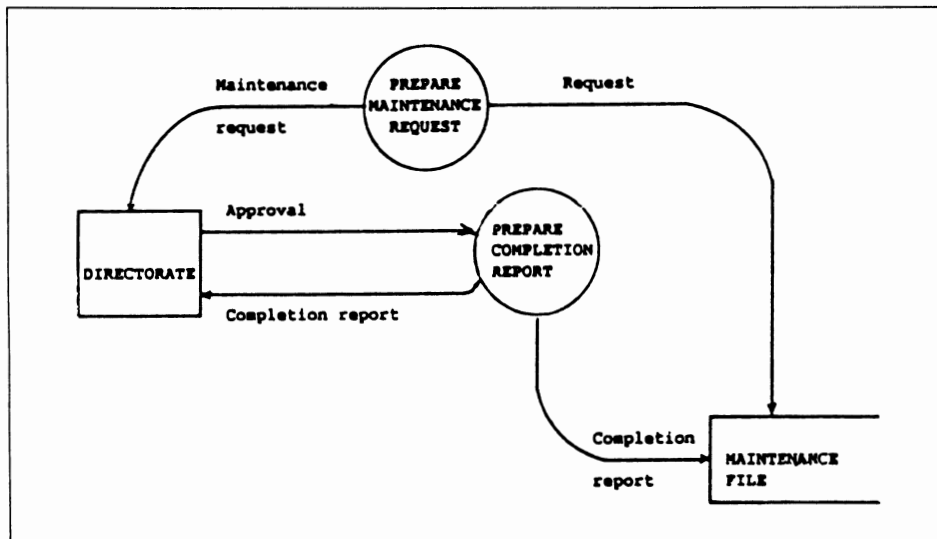 PREPARE
MAINTENANCE
REQUEST
Maintenance
request
Request
Approval
PREPARE
COMPLETION
REPORT
DIRECTORATE
Completion report
Completion
report
MAINTENANCE
FILE